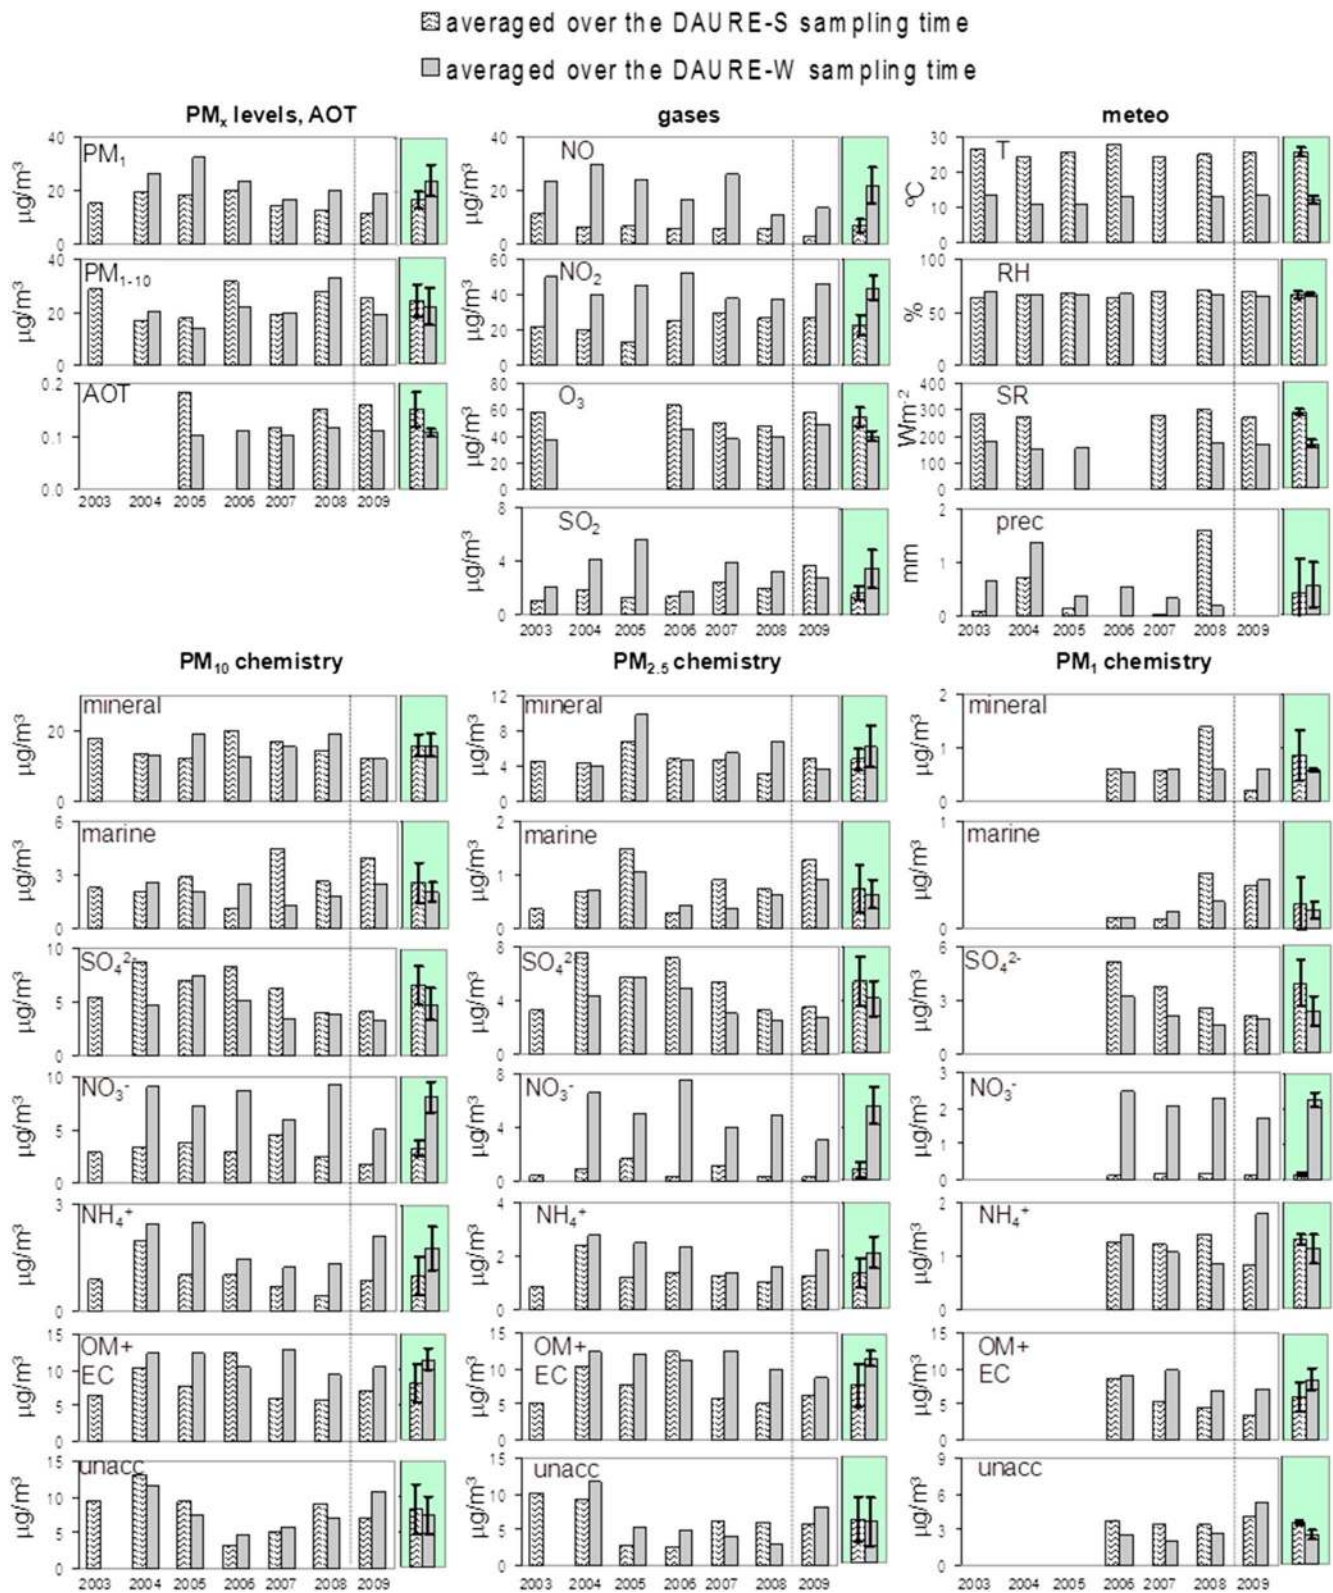 averaged over the DAURE-S sampling time
averaged over the DAURE-W sampling time
PMx levels, AOT gases meteo
40 40 30
PM1 NO T
µg/m³ 20 µg/m³ 20 ºC 20
10
0 0 0
40 60 100
PM1-10 NO2 RH
µg/m³ 20 µg/m³ 40 % 50
20
0 0 0
0.2 80 400
AOT O3 SR
0.1 µg/m³ 60 Wm-2 300
40 200
20 100
0.0 0 0
2003 2004 2005 2006 2007 2008 2009
8 2
SO2 prec
µg/m³ 4 mm 1
0 0
2003 2004 2005 2006 2007 2008 2009 2003 2004 2005 2006 2007 2008 2009
PM10 chemistry PM2.5 chemistry PM1 chemistry
mineral 12 mineral 2 mineral
µg/m³ 20 µg/m³ 8 µg/m³ 1
4
0 0 0
6 marine 2 marine 1 marine
µg/m³ 3 µg/m³ 1 µg/m³
0 0 0
10 SO4²- 8 SO4² 6 SO4²-
µg/m³ 5 µg/m³ 4 µg/m³ 3
0 0 0
10 NO3- 8 NO3- 3 NO3-
µg/m³ 5 µg/m³ 4 µg/m³ 2
1
0 0 0
3 NH4+ 4 NH4+ 2 NH4+
µg/m³ µg/m³ 2 µg/m³ 1
0 0 0
15 OM+ 15 OM+ 15 OM+
µg/m³ 10 EC µg/m³ 10 EC µg/m³ 10 EC
5 5 5
0 0 0
15 unacc 15 unacc 9 unacc
µg/m³ 10 µg/m³ 10 µg/m³ 6
5 5 3
0 0 0
2003 2004 2005 2006 2007 2008 2009 2003 2004 2005 2006 2007 2008 2009 2003 2004 2005 2006 2007 2008 2009